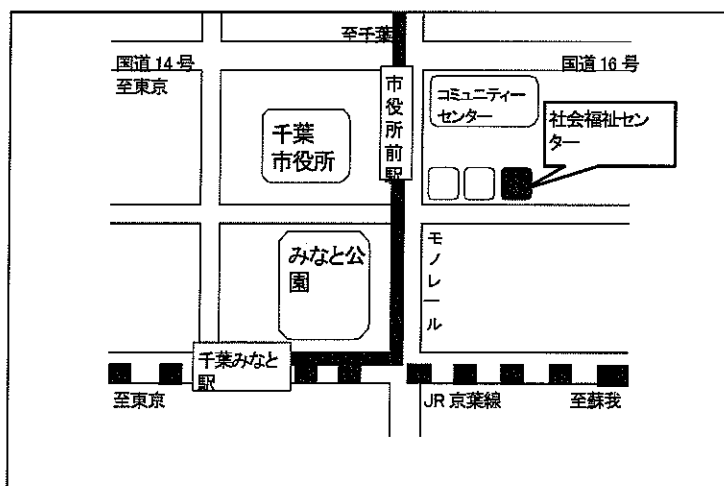 至千葉
国道14号
至東京
国道16号
市役所前駅
コミュニティー
センター
社会福祉セン
ター
千葉
市役所
みなと公
園
モノレール
千葉みなと
駅
至東京
JR京葉線
至蘇我